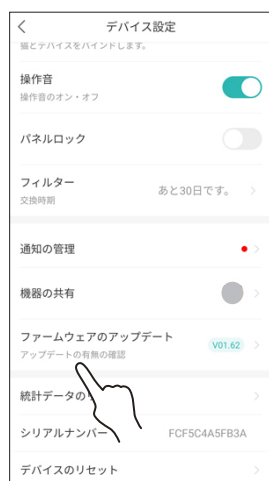 デバイス設定
猫とデバイスをバインドします。
操作音
操作音のオン・オフ
パネルロック
フィルター
あと30日です。
交換時期
通知の管理
機器の共有
ファームウェアのアップデート
V01.62
アップデートの有無の確認
統計データの
シリアルナンバー
FCF5C4A5FB3A
デバイスのリセット